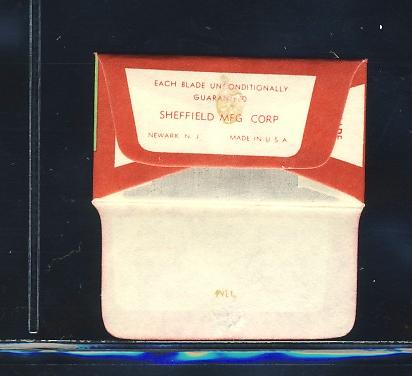 EACH BLADE UNCONDITIONALLY
GUARANTEED
SHEFFIELD MFG CORP
NEWARK N. J. MADE IN U.S.A.